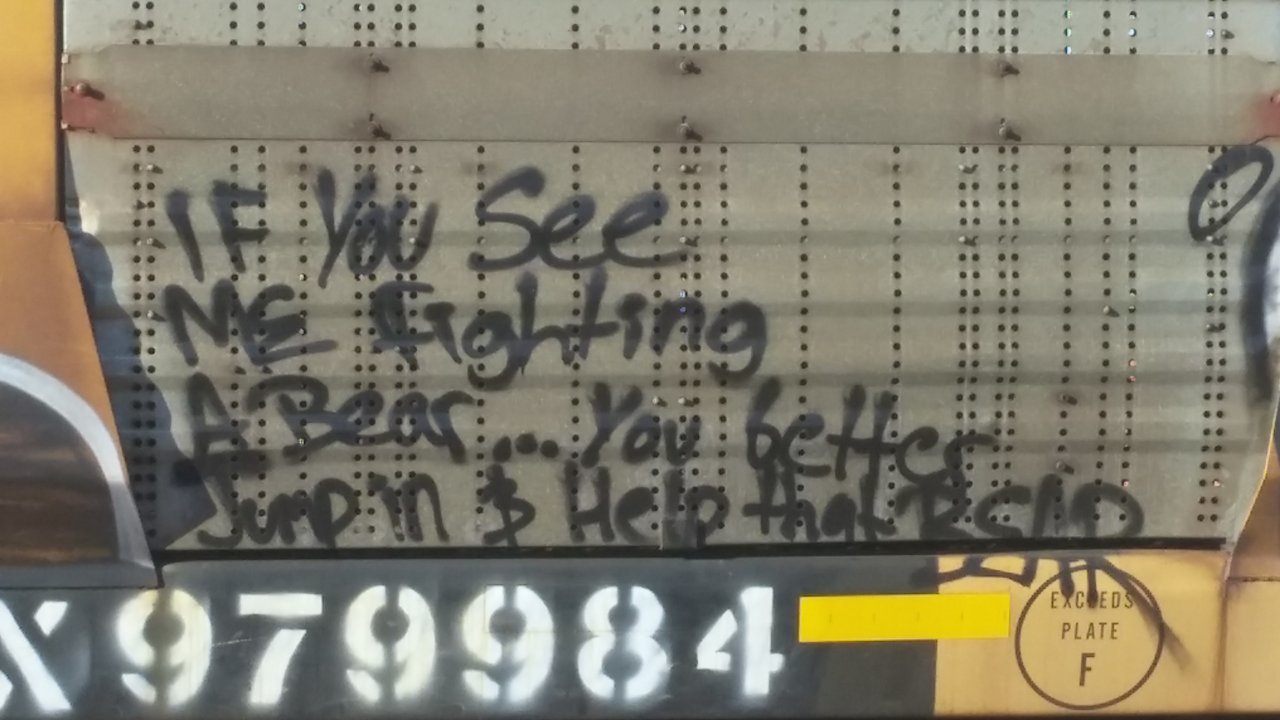 IF You See
ME fighting
A Bear... You better
Jump in & Help that BEAR
X979984
EXCEEDS
PLATE
F